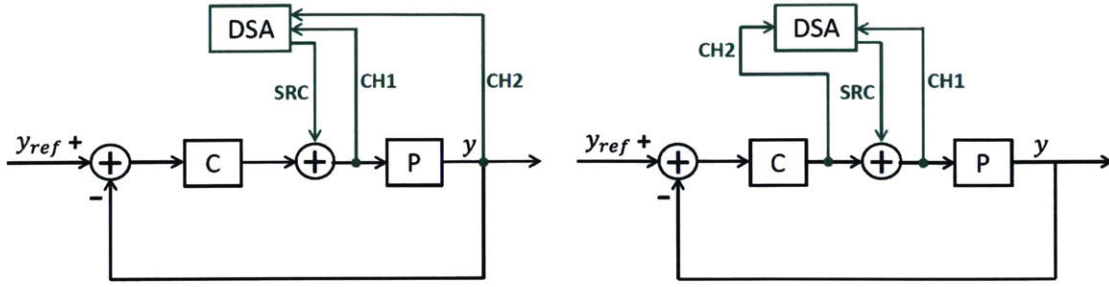 DSA
CH1
CH2
SRC
y_ref +
C
+
+
P
y
−
DSA
CH2
CH1
SRC
y_ref +
C
+
+
P
y
−